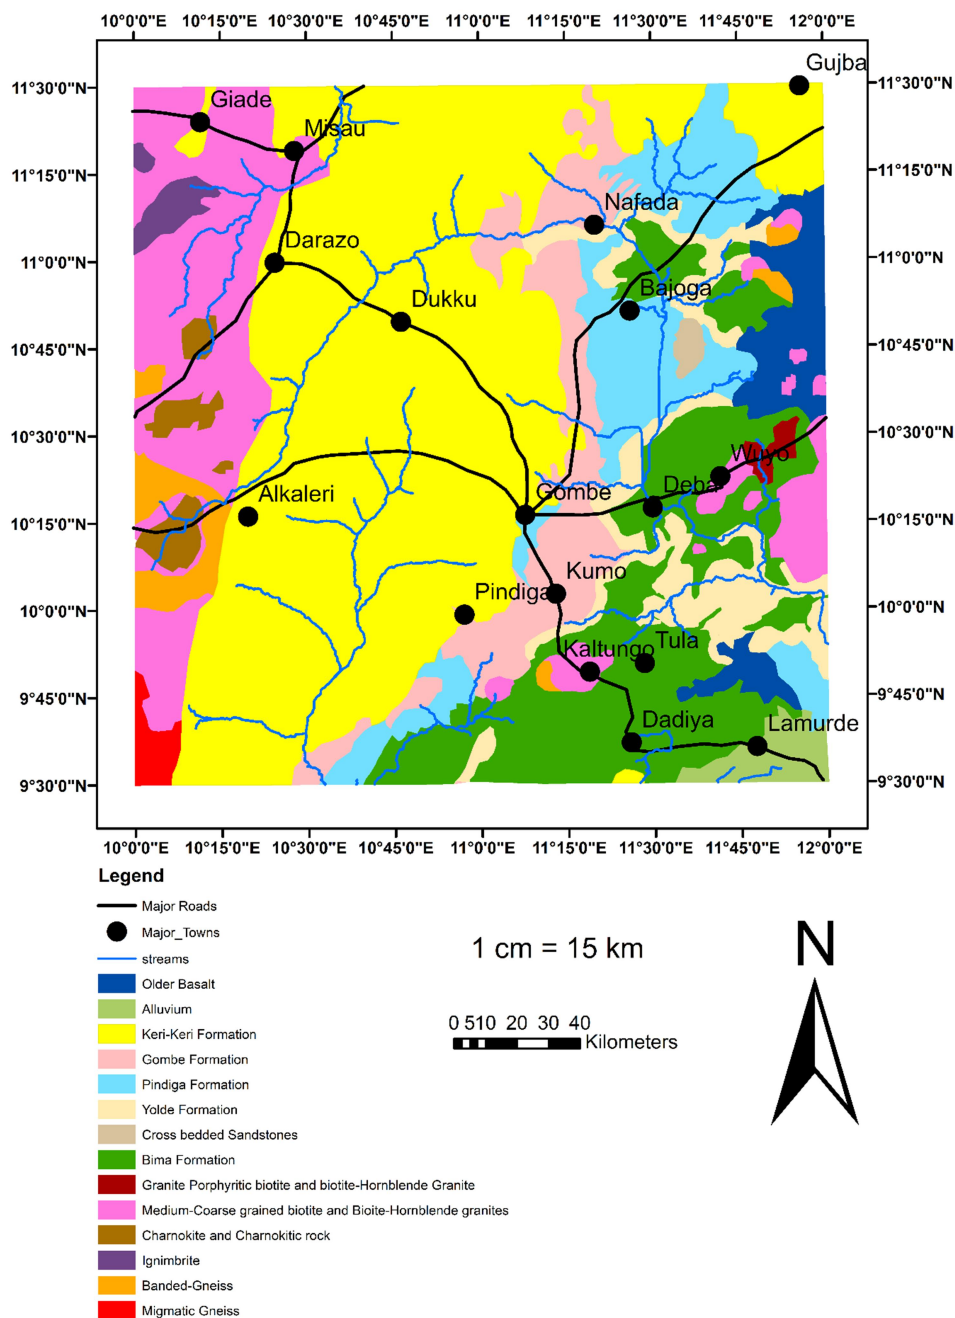 10°0'0"E 10°15'0"E 10°30'0"E 10°45'0"E 11°0'0"E 11°15'0"E 11°30'0"E 11°45'0"E 12°0'0"E
Gujba
11°30'0"N 11°30'0"N
Giade
Misau
11°15'0"N 11°15'0"N
Nafada
Darazo
11°0'0"N 11°0'0"N
Bajoga
Dukku
10°45'0"N 10°45'0"N
10°30'0"N 10°30'0"N
Wuyo
Deba
Alkaleri Gombe
10°15'0"N 10°15'0"N
Kumo
Pindiga
10°0'0"N 10°0'0"N
Tula
Kaltungo
9°45'0"N 9°45'0"N
Dadiya Lamurde
9°30'0"N 9°30'0"N
10°0'0"E 10°15'0"E 10°30'0"E 10°45'0"E 11°0'0"E 11°15'0"E 11°30'0"E 11°45'0"E 12°0'0"E
Legend
Major Roads
Major_Towns
streams
Older Basalt
Alluvium
Keri-Keri Formation
Gombe Formation
Pindiga Formation
Yolde Formation
Cross bedded Sandstones
Bima Formation
Granite Porphyritic biotite and biotite-Hornblende Granite
Medium-Coarse grained biotite and Bioite-Hornblende granites
Charnokite and Charnokitic rock
Ignimbrite
Banded-Gneiss
Migmatic Gneiss
1 cm = 15 km
0 5 10 20 30 40
Kilometers
N